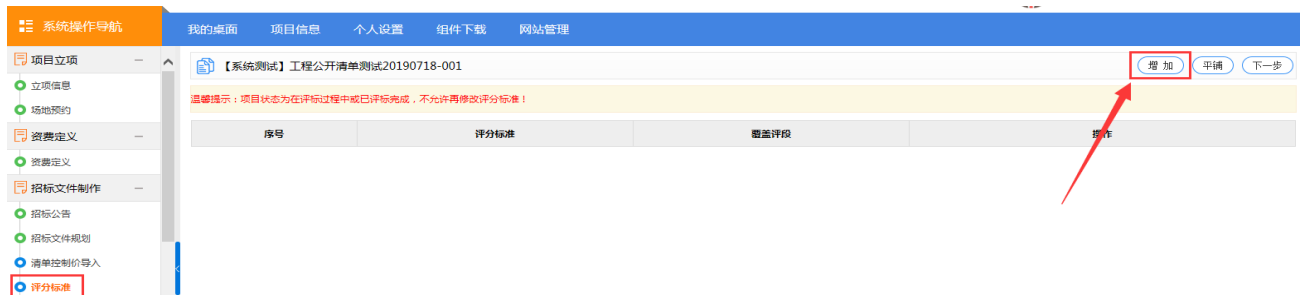 系统操作导航
我的桌面 项目信息 个人设置 组件下载 网站管理
项目立项
立项信息
场地预约
资费定义
资费定义
招标文件制作
招标公告
招标文件规划
清单控制价导入
评分标准
【系统测试】工程公开清单测试20190718-001
增 加 平铺 下一步
温馨提示:项目状态为在评标过程中或已评标完成,不允许再修改评分标准!
序号 评分标准 覆盖评段 操作